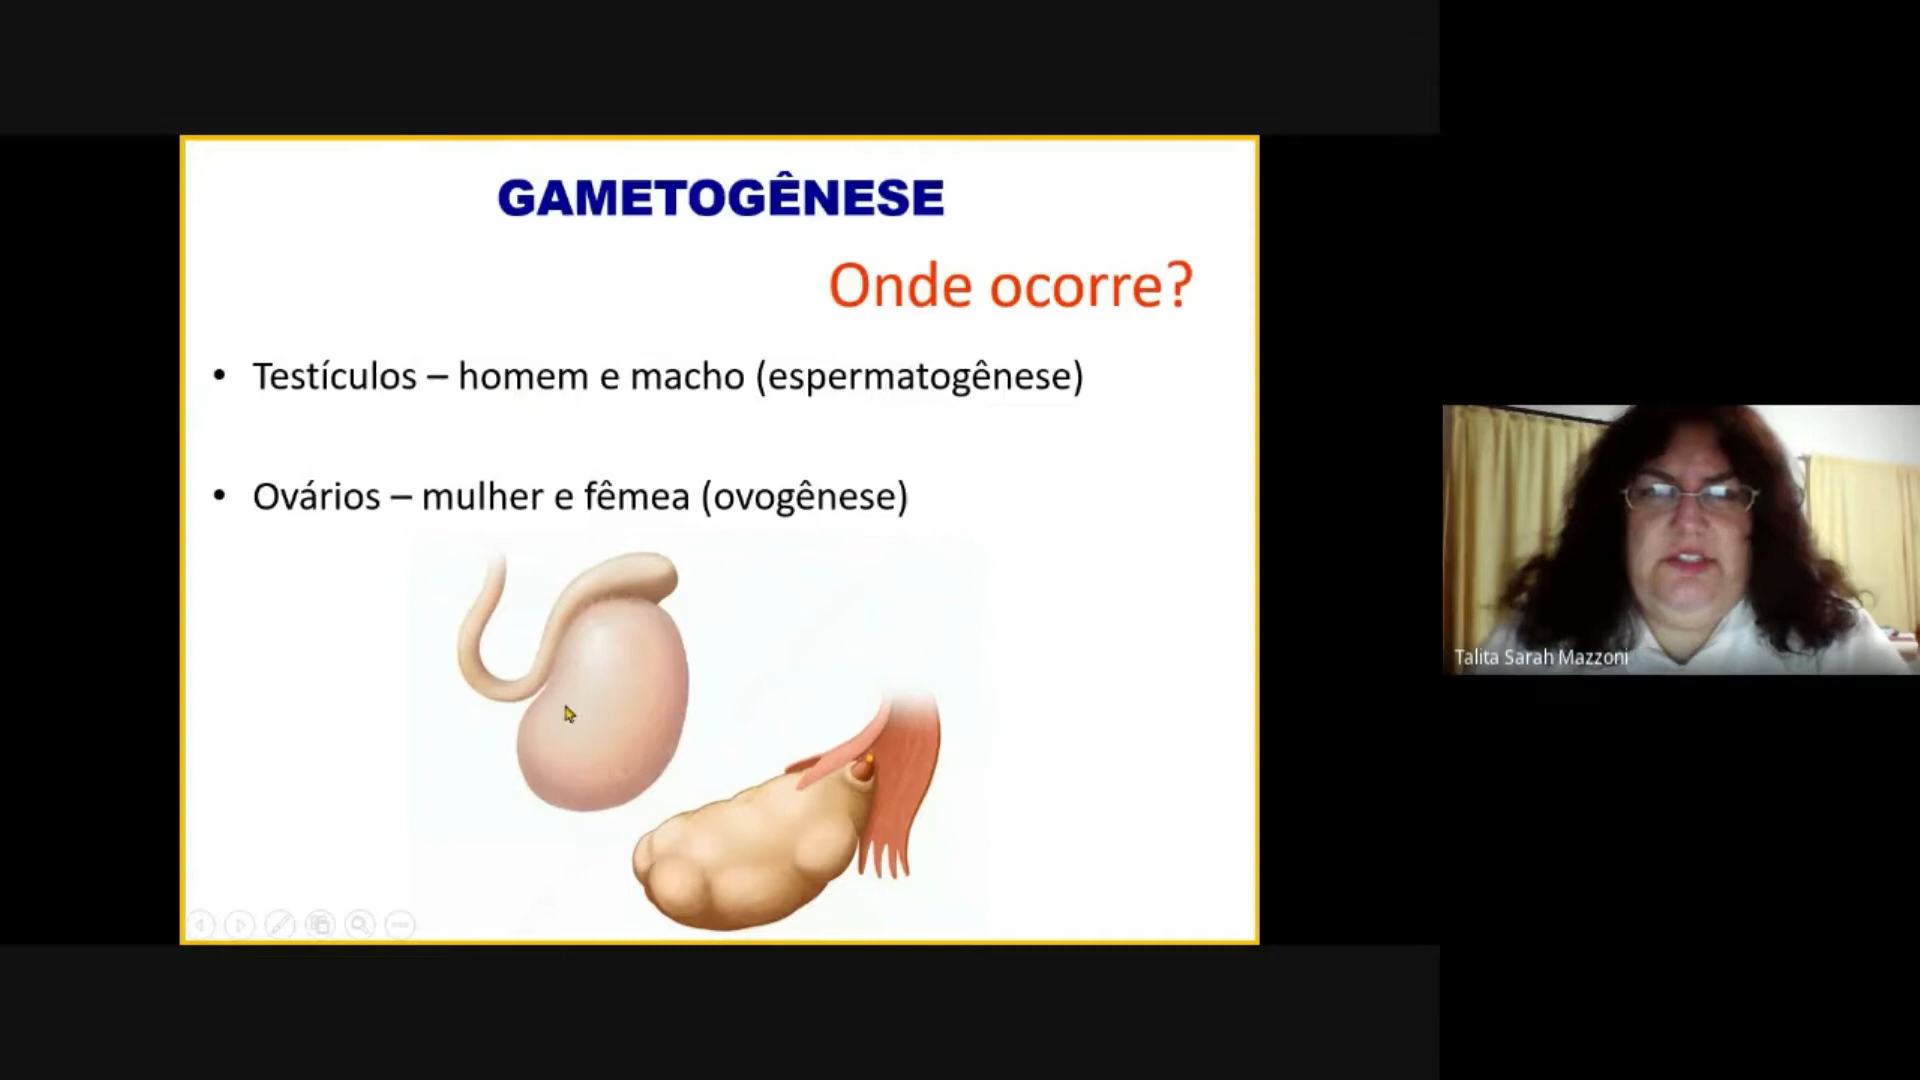 GAMETOGÊNESE
Onde ocorre?
• Testículos – homem e macho (espermatogênese)
• Ovários – mulher e fêmea (ovogênese)
Talita Sarah Mazzoni